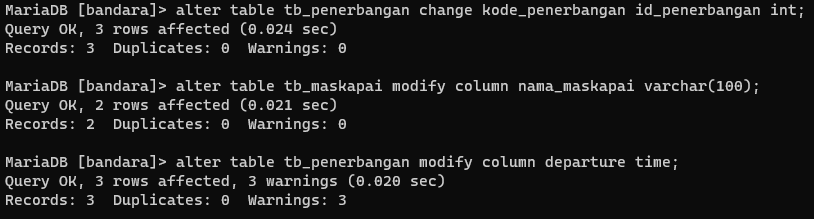 MariaDB [bandara]> alter table tb_penerbangan change kode_penerbangan id_penerbangan int;
Query OK, 3 rows affected (0.024 sec)
Records: 3  Duplicates: 0  Warnings: 0

MariaDB [bandara]> alter table tb_maskapai modify column nama_maskapai varchar(100);
Query OK, 2 rows affected (0.021 sec)
Records: 2  Duplicates: 0  Warnings: 0

MariaDB [bandara]> alter table tb_penerbangan modify column departure time;
Query OK, 3 rows affected, 3 warnings (0.020 sec)
Records: 3  Duplicates: 0  Warnings: 3